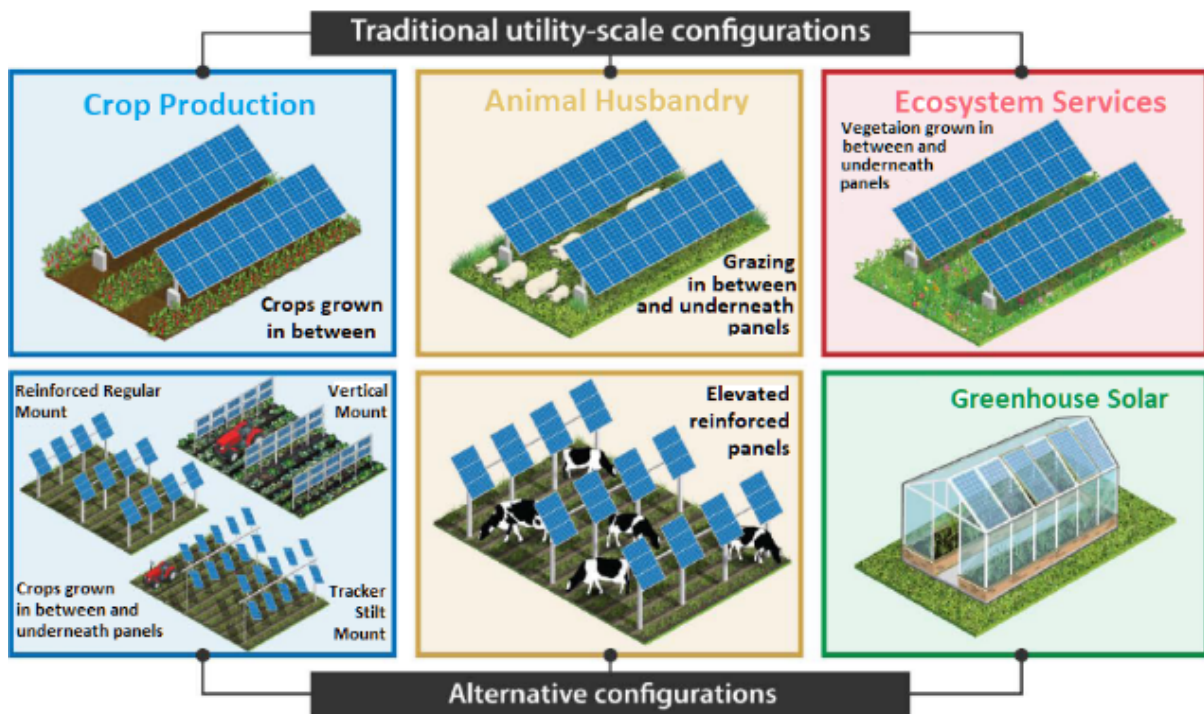 Traditional utility-scale configurations
Crop Production
Crops grown
in between
Animal Husbandry
Grazing
in between
and underneath
panels
Ecosystem Services
Vegetaion grown in
between and
underneath
panels
Reinforced Regular
Mount
Vertical
Mount
Crops grown
in between and
underneath panels
Tracker
Stilt
Mount
Elevated
reinforced
panels
Greenhouse Solar
Alternative configurations